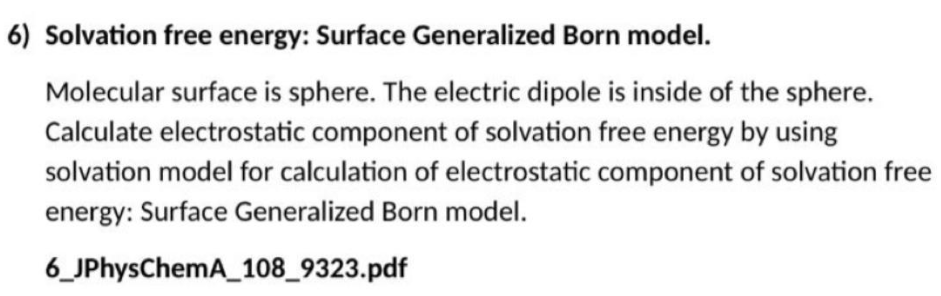 6) Solvation free energy: Surface Generalized Born model.
Molecular surface is sphere. The electric dipole is inside of the sphere.
Calculate electrostatic component of solvation free energy by using
solvation model for calculation of electrostatic component of solvation free
energy: Surface Generalized Born model.
6_JPhysChemA_108_9323.pdf